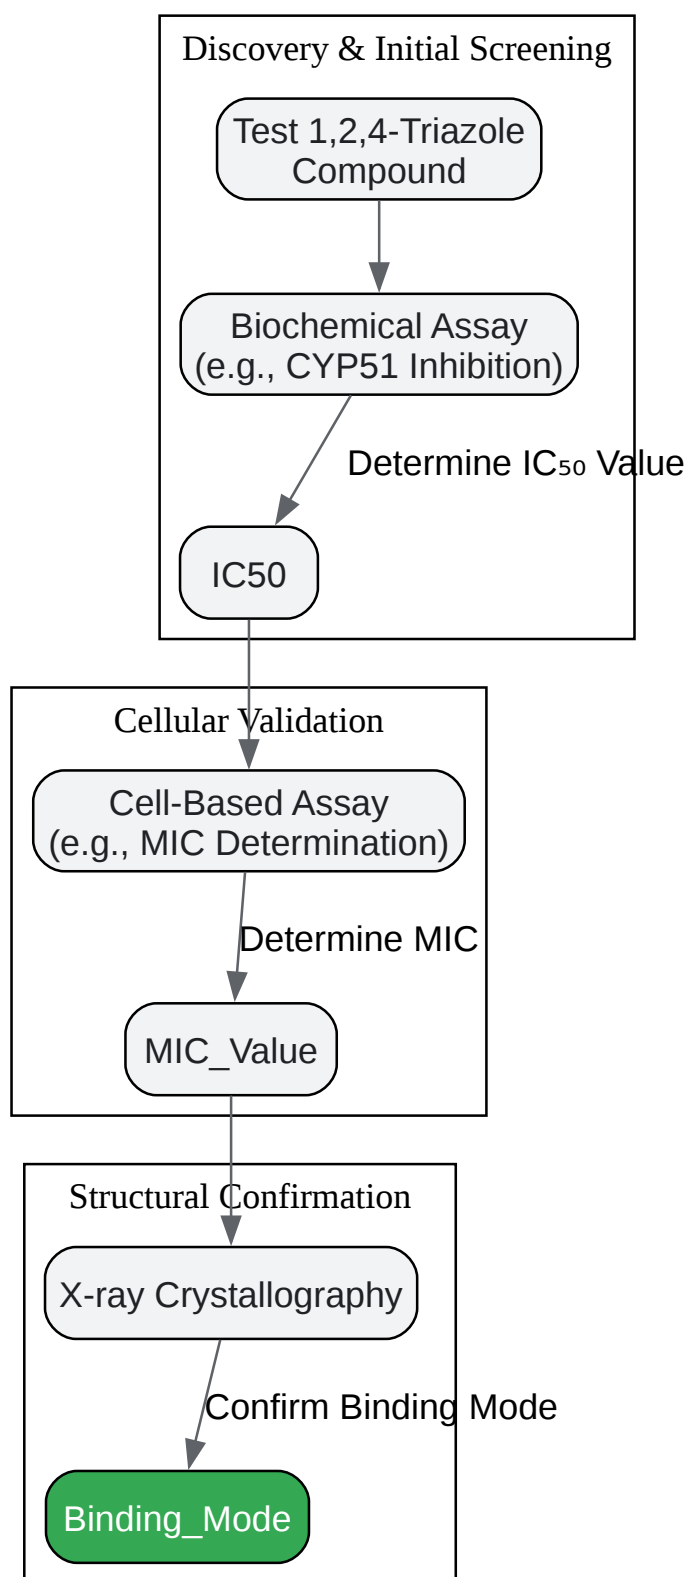 Discovery & Initial Screening
Test 1,2,4-Triazole
Compound
Biochemical Assay
(e.g., CYP51 Inhibition)
Determine IC₅₀ Value
IC50
Cellular Validation
Cell-Based Assay
(e.g., MIC Determination)
Determine MIC
MIC_Value
Structural Confirmation
X-ray Crystallography
Confirm Binding Mode
Binding_Mode